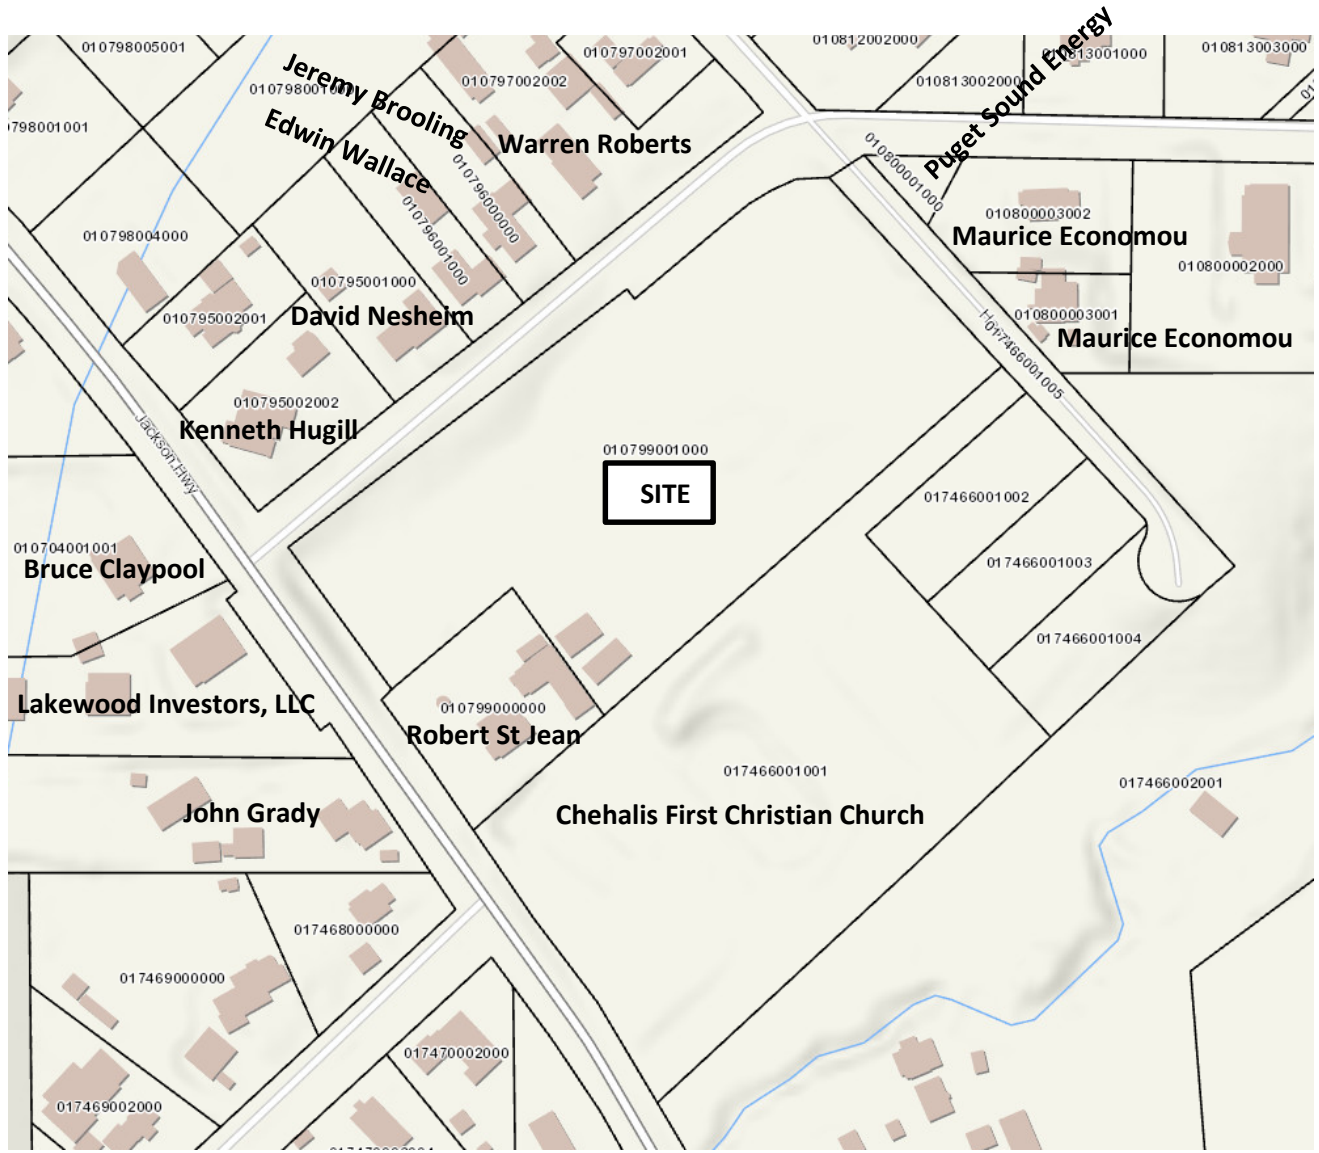 010798005001
010797002001
010812002000
010813001000
010813003000
010798001000
Jeremy Brooling
010797002002
010813002000
Puget Sound Energy
Edwin Wallace
Warren Roberts
010796000000
010800001000
010796001000
010800003002
Maurice Economou
010798004000
010800002000
010795001000
010795002001
David Nesheim
010800003001
Maurice Economou
017466001005
010795002002
Kenneth Hugill
Jackson Hwy
010799001000
SITE
017466001002
010704001001
Bruce Claypool
017466001003
017466001004
Lakewood Investors, LLC
010799000000
Robert St Jean
017466001001
017466002001
John Grady
Chehalis First Christian Church
017468000000
017469000000
017470002000
017469002000